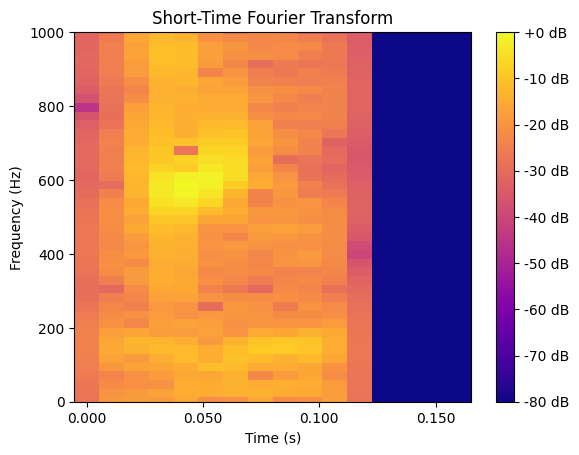 Short-Time Fourier Transform
1000
800
600
400
200
0
Frequency (Hz)
0.000
0.050
0.100
0.150
Time (s)
+0 dB
-10 dB
-20 dB
-30 dB
-40 dB
-50 dB
-60 dB
-70 dB
-80 dB